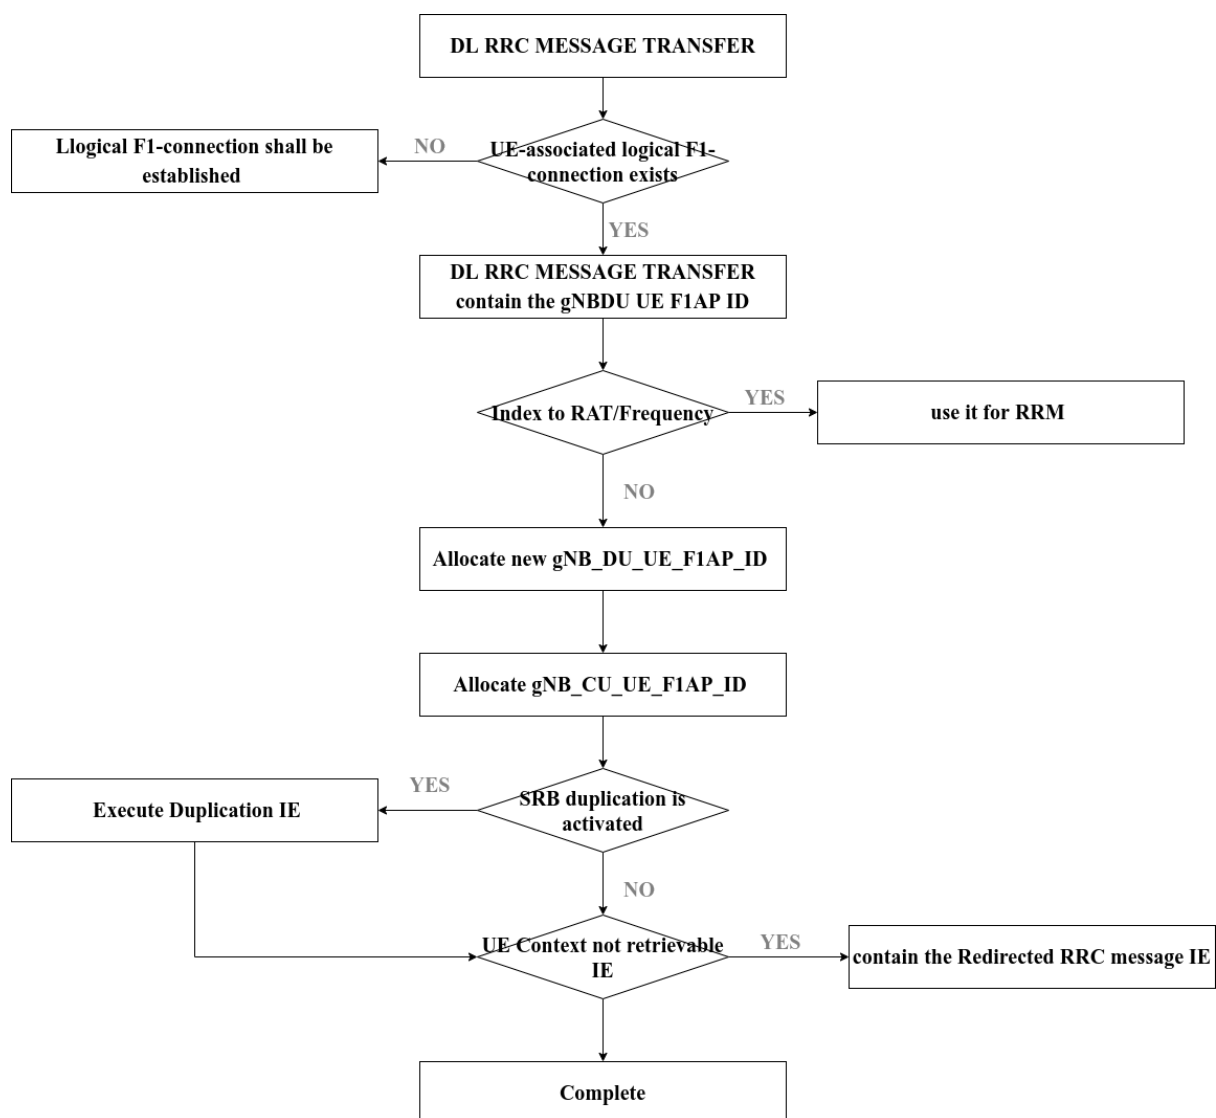 DL RRC MESSAGE TRANSFER
UE-associated logical F1-
connection exists
NO
Llogical F1-connection shall be
established
YES
DL RRC MESSAGE TRANSFER
contain the gNBDU UE F1AP ID
Index to RAT/Frequency
YES
use it for RRM
NO
Allocate new gNB_DU_UE_F1AP_ID
Allocate gNB_CU_UE_F1AP_ID
SRB duplication is
activated
YES
Execute Duplication IE
NO
UE Context not retrievable
IE
YES
contain the Redirected RRC message IE
Complete